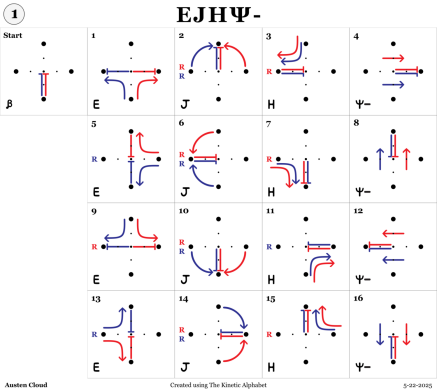 1 EJHΨ-
Start 1 2 3 4
R R R
β E J H Ψ-
5 6 7 8
R R R R
E J H Ψ-
9 10 11 12
R R R R
E J H Ψ-
13 14 15 16
R R R R
E J H Ψ-
Austen Cloud Created using The Kinetic Alphabet 5-22-2025